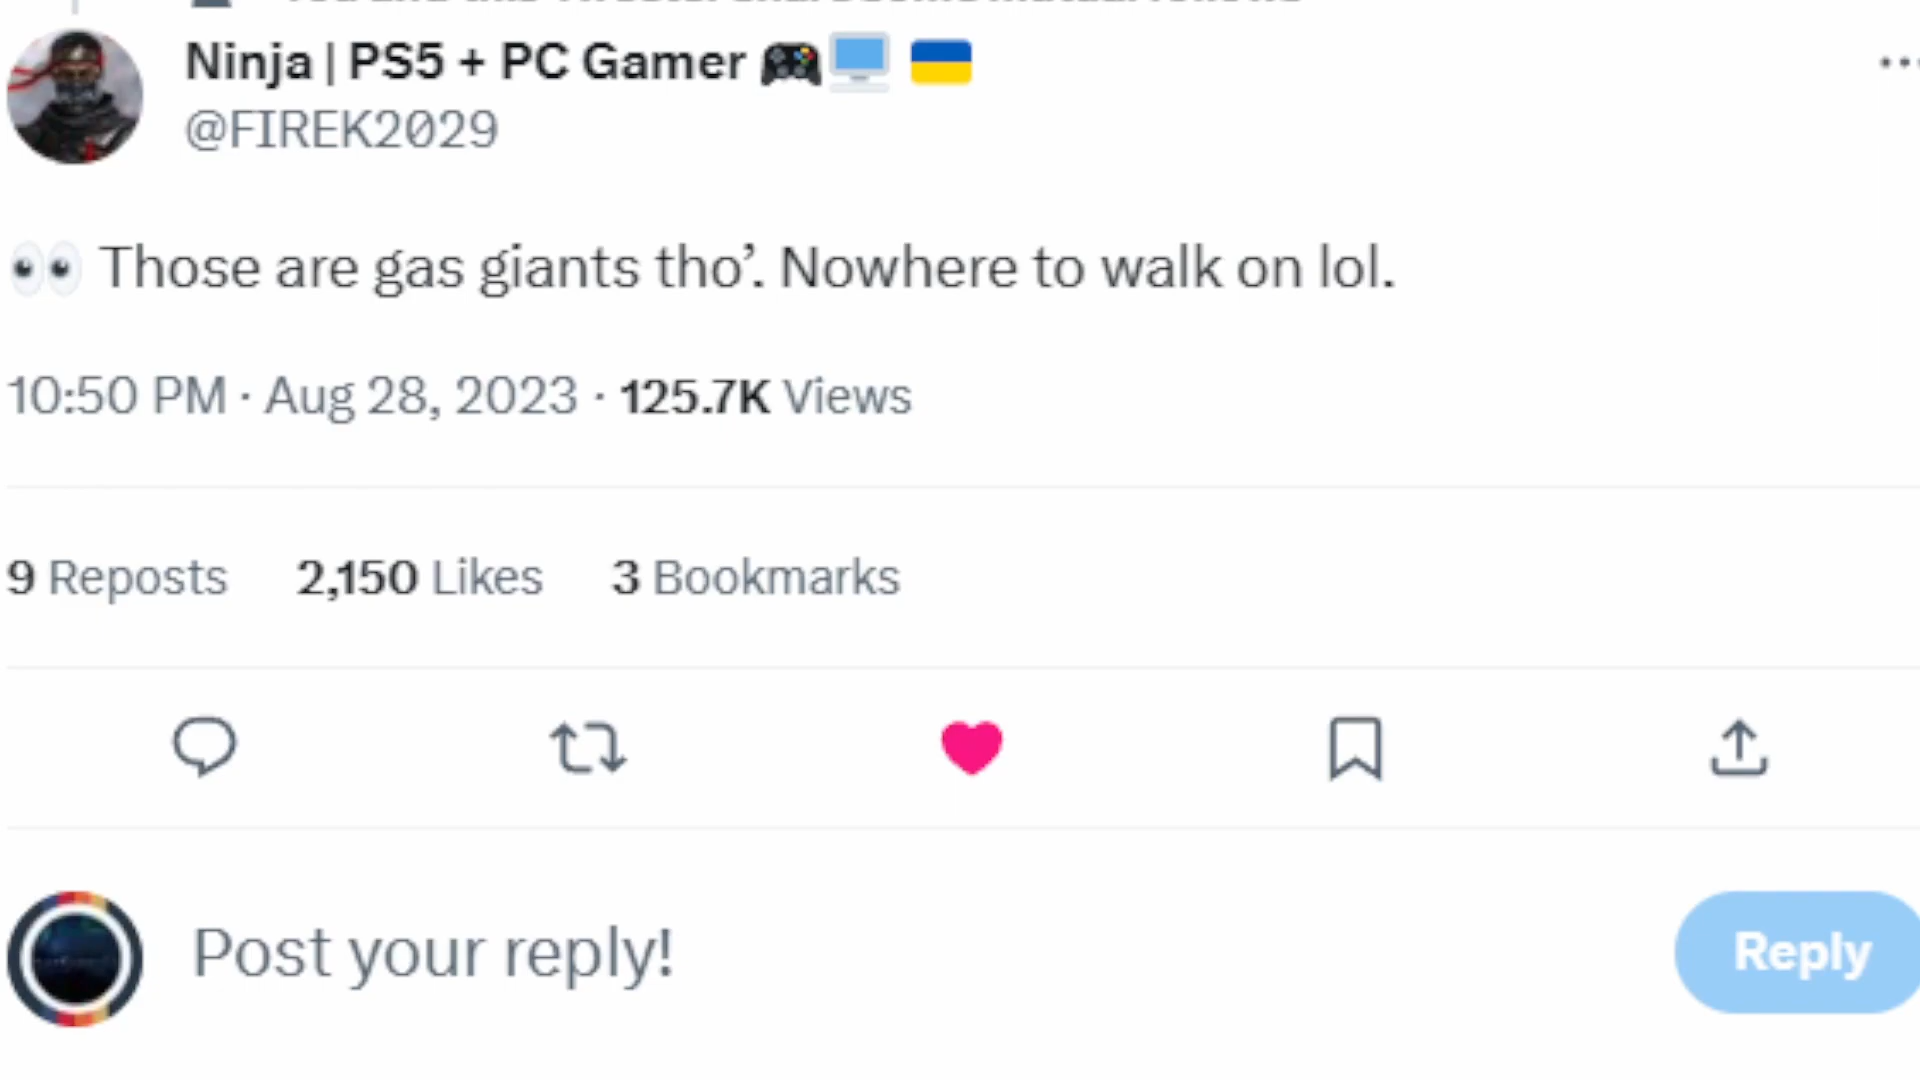 Ninja | PS5 + PC Gamer 🎮🖥️ 🇺🇦
@FIREK2029
👀 Those are gas giants tho’. Nowhere to walk on lol.
10:50 PM · Aug 28, 2023 · 125.7K Views
9 Reposts 2,150 Likes 3 Bookmarks
Post your reply!
Reply